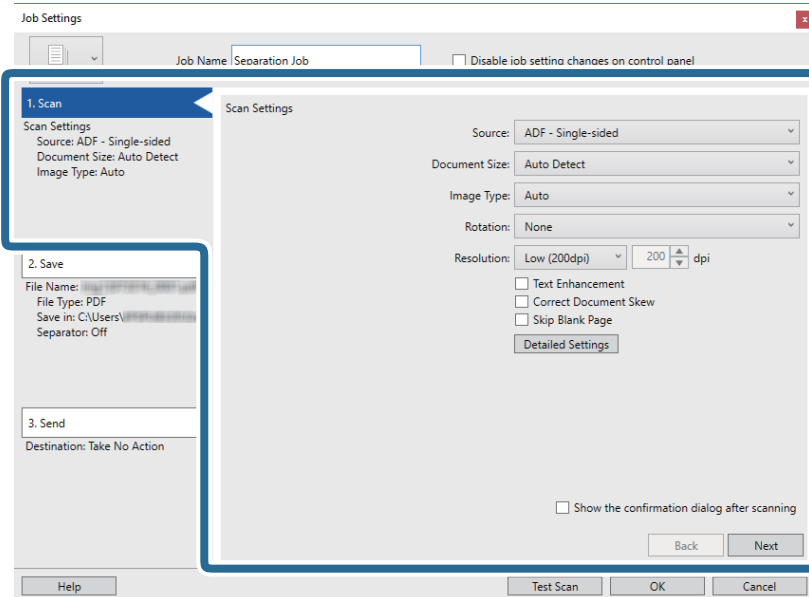 Job Settings
x
Job Name Separation Job Disable job setting changes on control panel
1. Scan
Scan Settings
Source: ADF - Single-sided
Document Size: Auto Detect
Image Type: Auto
2. Save
File Name:
File Type: PDF
Save in: C:\Users\
Separator: Off
3. Send
Destination: Take No Action
Scan Settings
Source: ADF - Single-sided
Document Size: Auto Detect
Image Type: Auto
Rotation: None
Resolution: Low (200dpi) 200 dpi
Text Enhancement
Correct Document Skew
Skip Blank Page
Detailed Settings
Show the confirmation dialog after scanning
Back Next
Help Test Scan OK Cancel